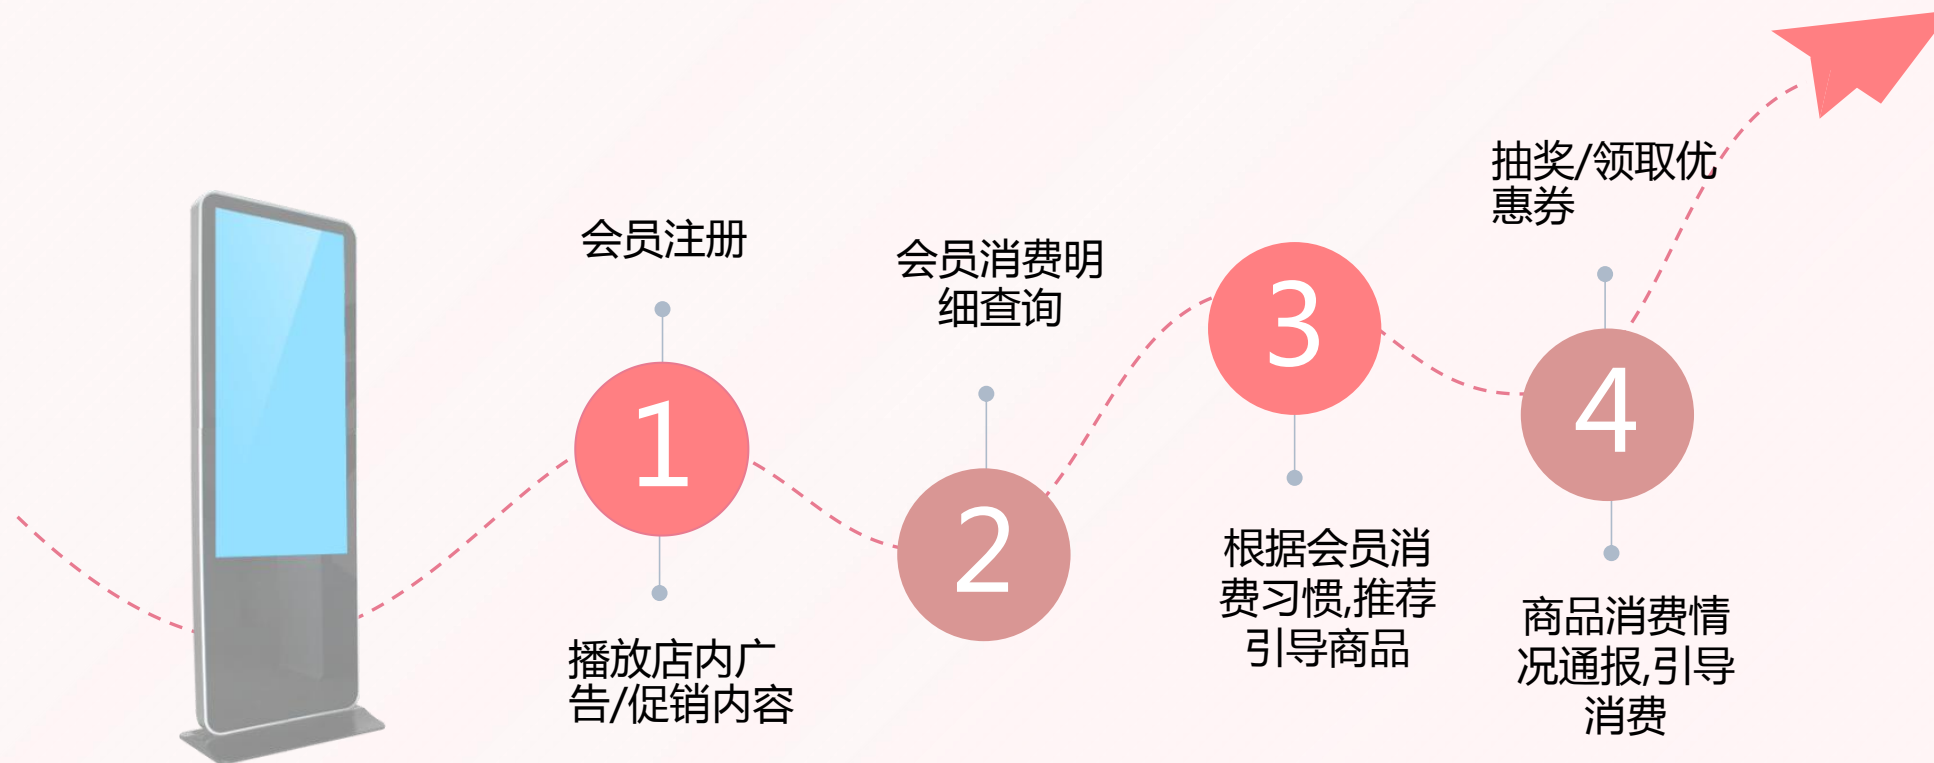 会员注册
1
播放店内广
告/促销内容
会员消费明
细查询
2
3
根据会员消
费习惯,推荐
引导商品
抽奖/领取优
惠券
4
商品消费情
况通报,引导
消费